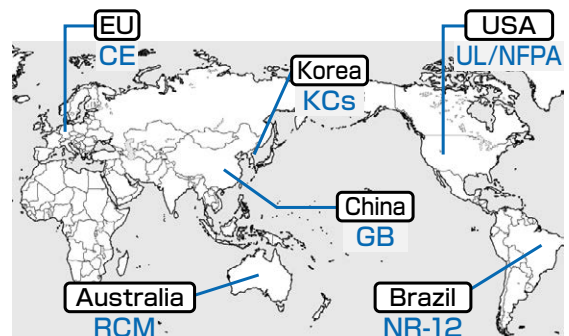 EU
CE
USA
UL/NFPA
Korea
KCs
China
GB
Australia
RCM
Brazil
NR-12